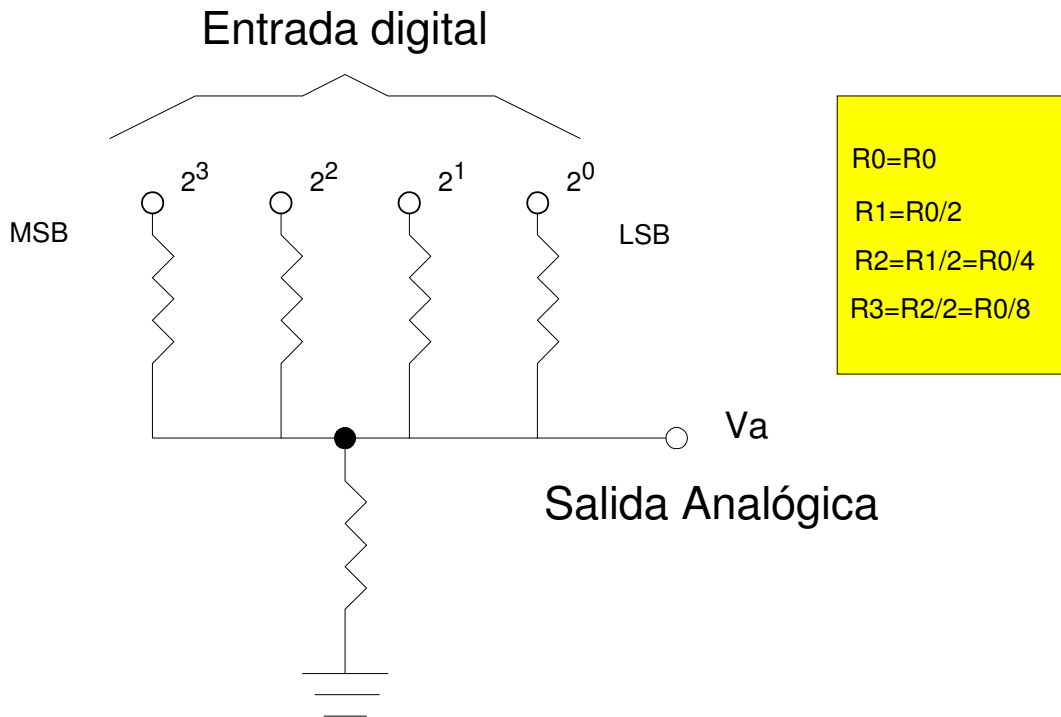 Entrada digital
2^3
2^2
2^1
2^0
MSB
LSB
R0=R0
R1=R0/2
R2=R1/2=R0/4
R3=R2/2=R0/8
Va
Salida Analógica